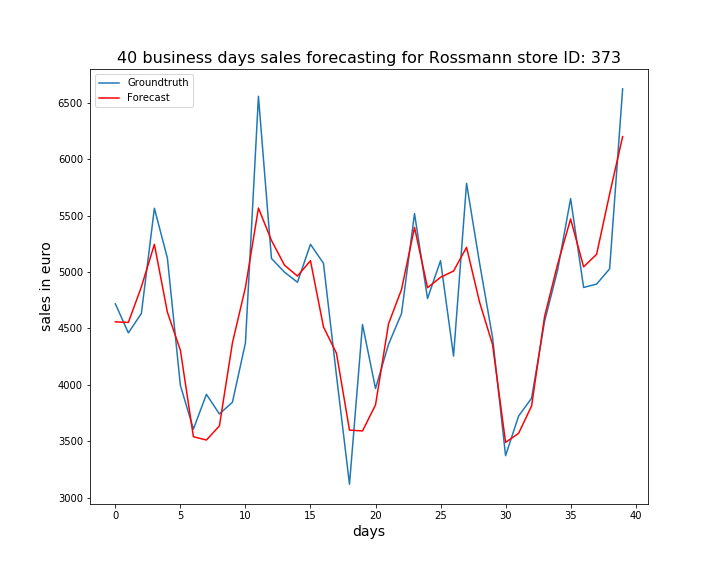 40 business days sales forecasting for Rossmann store ID: 373
Groundtruth
Forecast
6500
6000
5500
5000
4500
4000
3500
3000
sales in euro
0 5 10 15 20 25 30 35 40
days